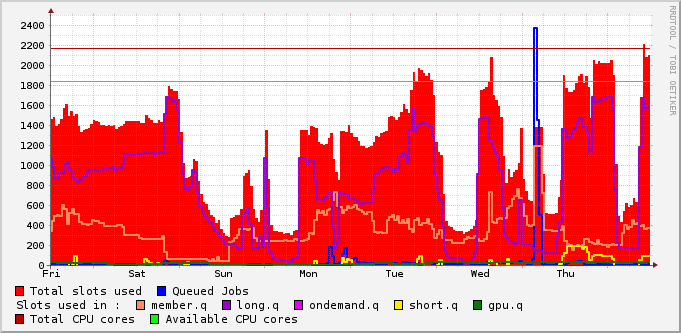 2400
2200
2000
1800
1600
1400
1200
1000
800
600
400
200
0
Fri Sat Sun Mon Tue Wed Thu
RRDTOOL / TOBI OETIKER
Total slots used Queued Jobs
Slots used in : member.q long.q ondemand.q short.q gpu.q
Total CPU cores Available CPU cores